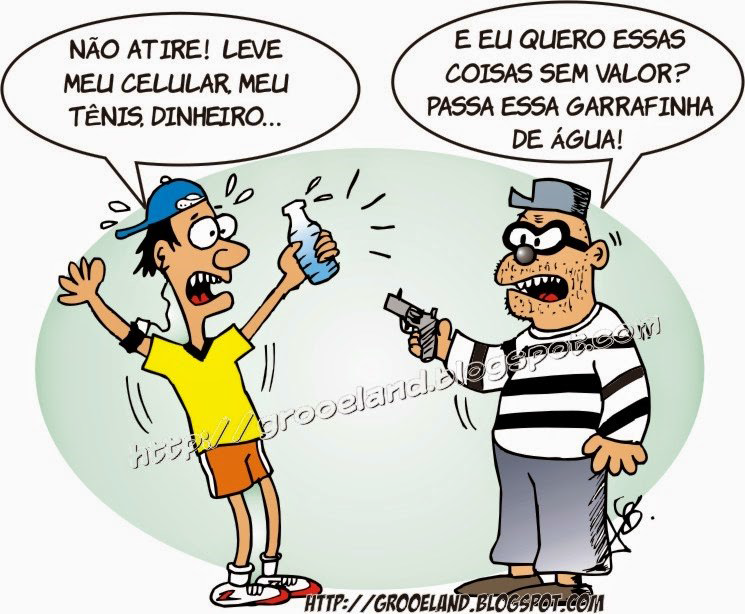 NÃO ATIRE! LEVE
MEU CELULAR, MEU
TÊNIS, DINHEIRO...
E EU QUERO ESSAS
COISAS SEM VALOR?
PASSA ESSA GARRAFINHA
DE ÁGUA!
http://grooeland.blogspot.com
HTTP://GROOELAND.BLOGSPOT.COM